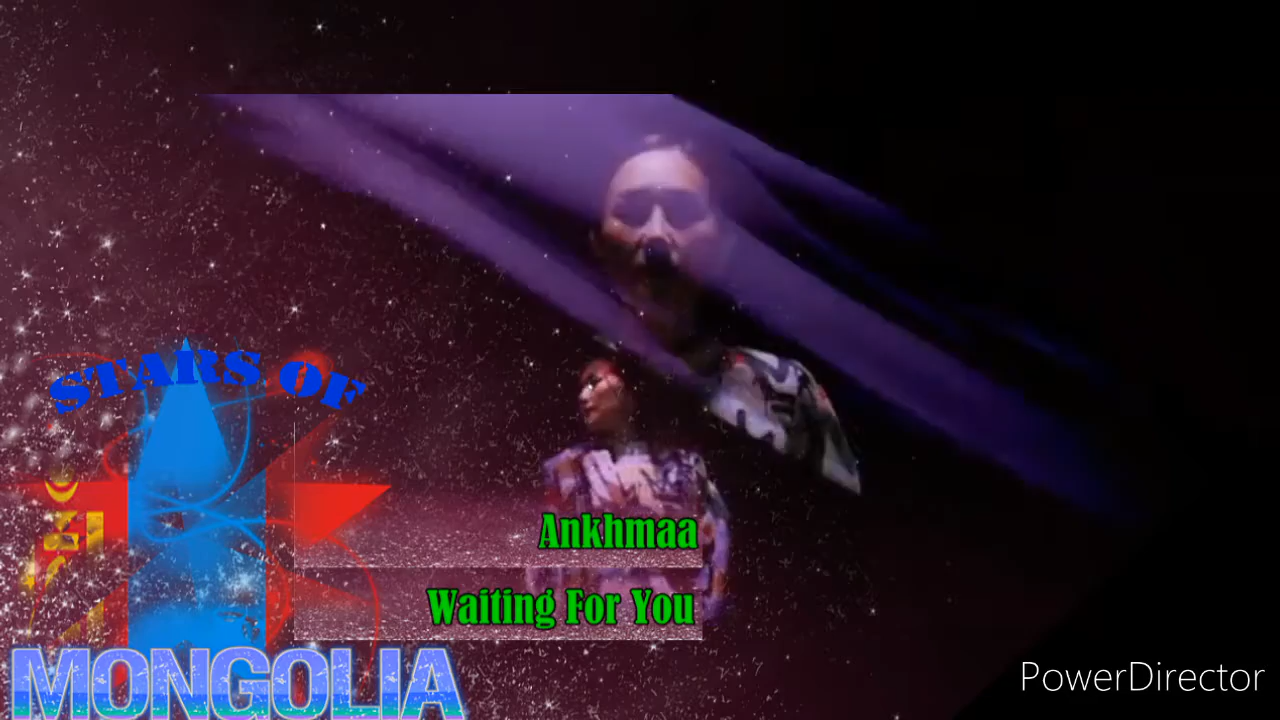 STARS OF
MONGOLIA
Ankhmaa
Waiting For You
PowerDirector